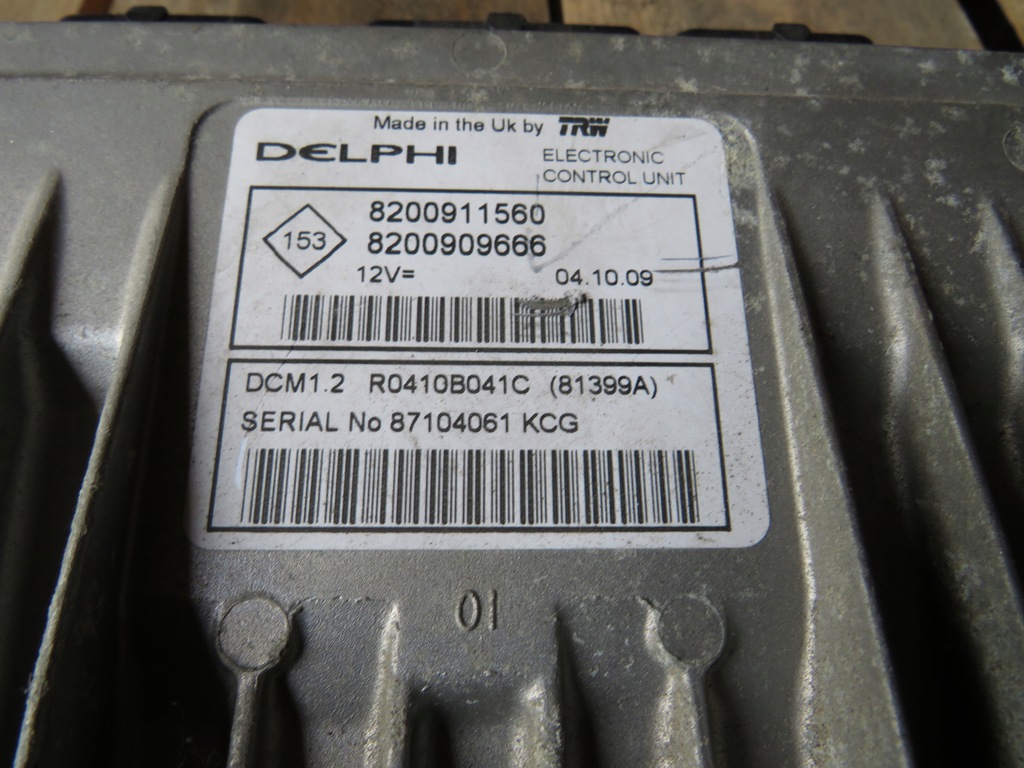 Made in the Uk by TRW
DELPHI
ELECTRONIC
CONTROL UNIT
153
8200911560
8200909666
12V=
04.10.09
DCM1.2 R0410B041C (81399A)
SERIAL No 87104061 KCG
01